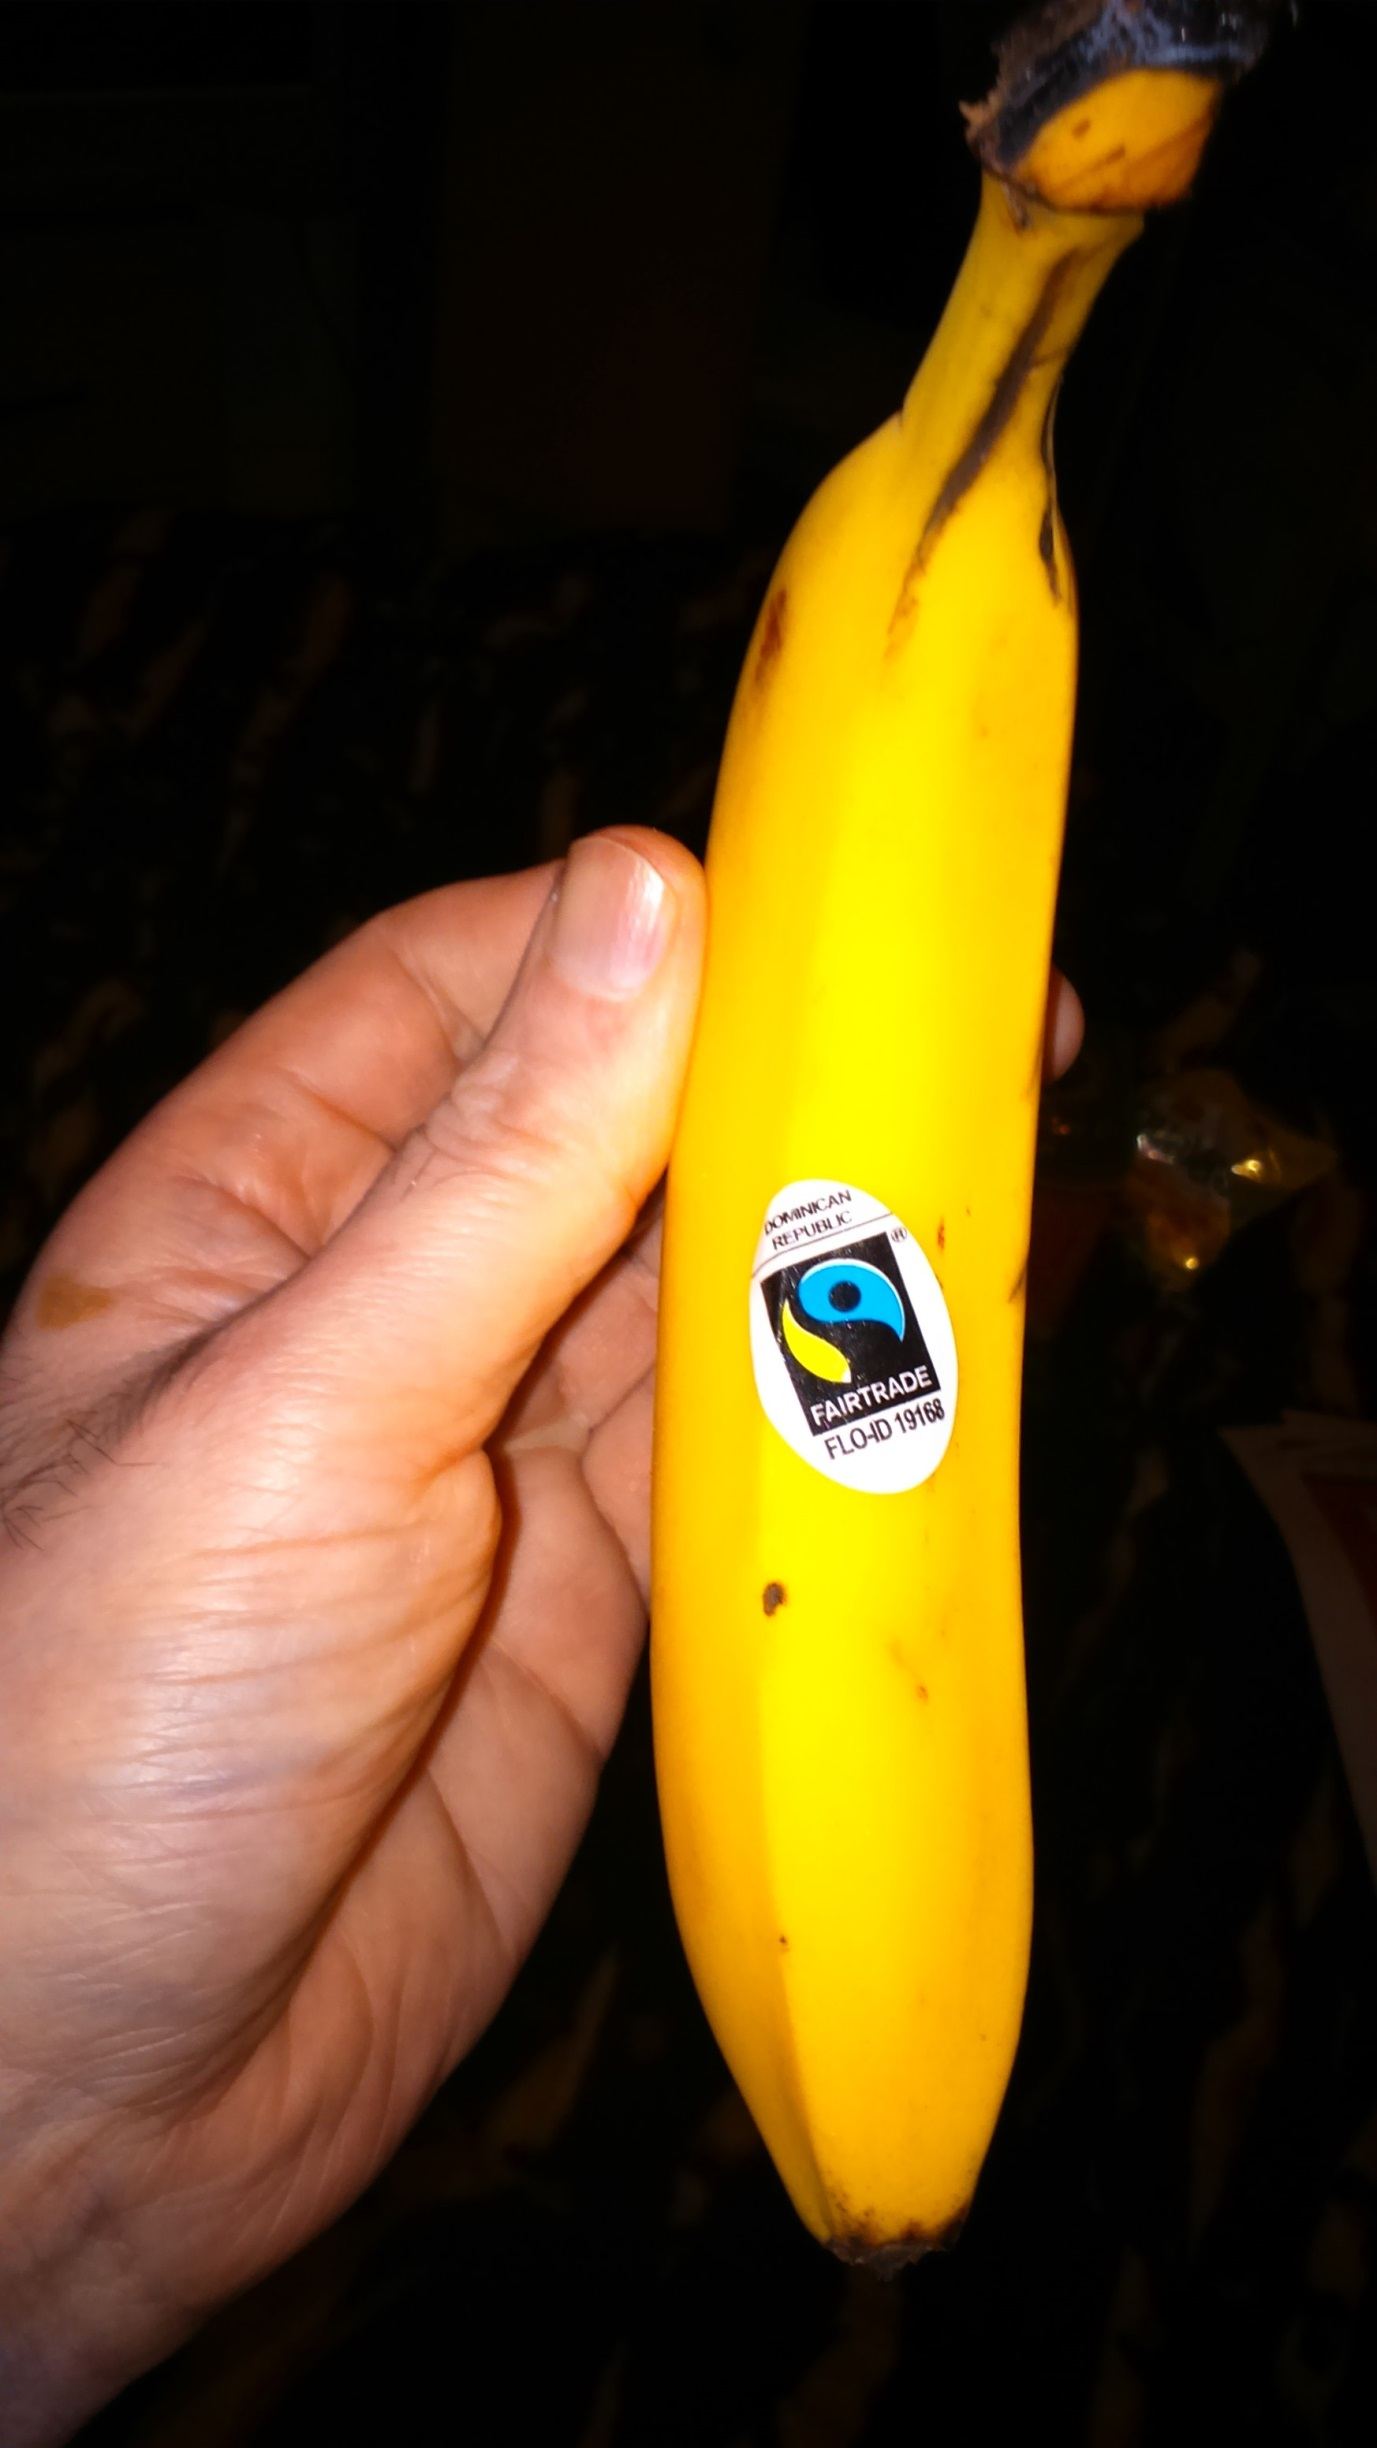 DOMINICAN
REPUBLIC
®
FAIRTRADE
FLO-ID 19168